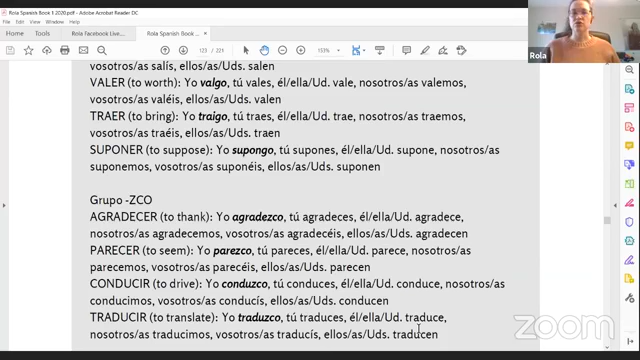 Rola Spanish Book 1.2020.pdf - Adobe Acrobat Reader DC
File Edit View Window Help
Home Tools Rola Facebook Live... Rola Spanish Book ... ×
123 / 221 153%
Rola
vosotros/as salís, ellos/as/Uds. salen
VALER (to worth): Yo valgo, tú vales, él/ella/Ud. vale, nosotros/as valemos,
vosotros/as valéis, ellos/as/Uds. valen
TRAER (to bring): Yo traigo, tú traes, él/ella/Ud. trae, nosotros/as traemos,
vosotros/as traéis, ellos/as/Uds. traen
SUPONER (to suppose): Yo supongo, tú supones, él/ella/Ud. supone, nosotros/as
suponemos, vosotros/as suponéis, ellos/as/Uds. suponen
Grupo -ZCO
AGRADECER (to thank): Yo agradezco, tú agradeces, él/ella/Ud. agradece,
nosotros/as agradecemos, vosotros/as agradecéis, ellos/as/Uds. agradecen
PARECER (to seem): Yo parezco, tú pareces, él/ella/Ud. parece, nosotros/as
parecemos, vosotros/as parecéis, ellos/as/Uds. parecen
CONDUCIR (to drive): Yo conduzco, tú conduces, él/ella/Ud. conduce, nosotros/as
conducimos, vosotros/as conducís, ellos/as/Uds. conducen
TRADUCIR (to translate): Yo traduzco, tú traduces, él/ella/Ud. traduce,
nosotros/as traducimos, vosotros/as traducís, ellos/as/Uds. traducen
zoom